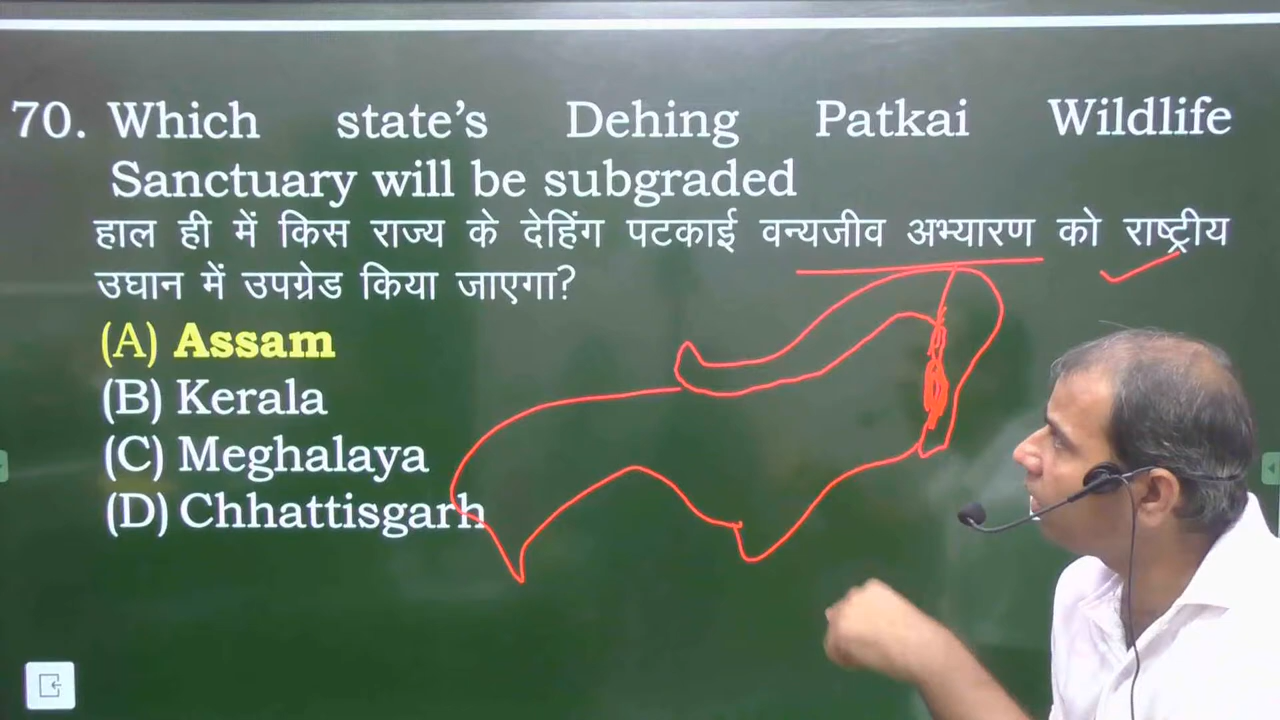 70. Which state's Dehing Patkai Wildlife
Sanctuary will be subgraded
हाल ही में किस राज्य के देहिंग पटकाई वन्यजीव अभ्यारण को राष्ट्रीय
उघान में उपग्रेड किया जाएगा?
(A) Assam
(B) Kerala
(C) Meghalaya
(D) Chhattisgarh